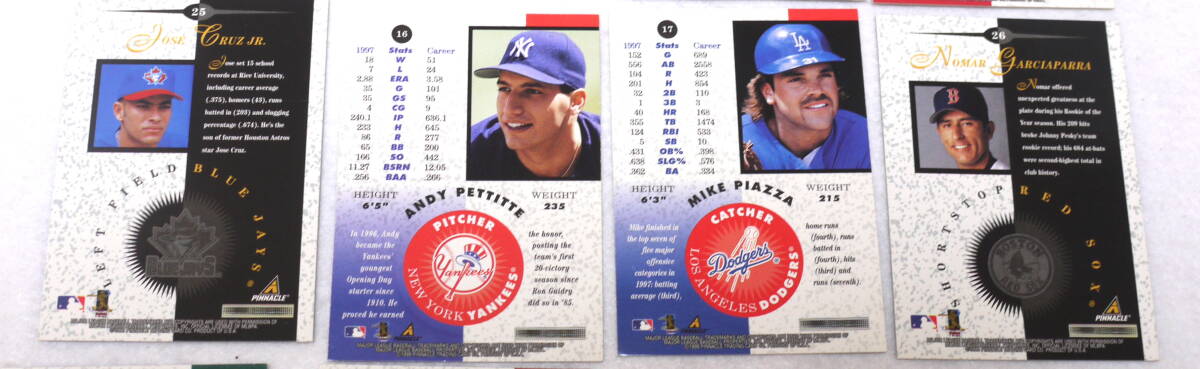 25
José Cruz Jr.
Jose set 15 school
records at Rice University,
including career average
(.375), homers (43), runs
batted in (203) and slugging
percentage (.674). He's the
son of former Houston Astros
star Jose Cruz.
LEFT FIELD BLUE JAYS®
BLUE JAYS
PINNACLE
16
1997 Stats Career
18 W 51
7 L 24
2.88 ERA 3.58
35 G 101
35 GS 95
4 CG 9
240.1 IP 636.1
233 H 645
86 R 277
65 BB 200
166 SO 442
11.27 BSRN 12.05
.256 BAA .266
HEIGHT
6'5"
WEIGHT
235
ANDY PETTITTE
PITCHER
Yankees
NEW YORK YANKEES®
In 1996, Andy
became the
Yankees'
youngest
Opening Day
starter since
1910. He
proved he earned
the honor,
posting the
team's first
20-victory
season since
Ron Guidry
did so in '85.
17
1997 Stats Career
152 G 689
556 AB 2558
104 R 423
201 H 854
32 2B 110
1 3B 3
40 HR 168
355 TB 1474
124 RBI 533
5 SB 10
.431 OB% .398
.638 SLG% .576
.362 BA .334
LA
31
HEIGHT
6'3"
WEIGHT
215
MIKE PIAZZA
CATCHER
Dodgers
LOS ANGELES DODGERS®
Mike finished in
the top seven of
five major
offensive
categories in
1997: batting
average (third),
home runs
(fourth), runs
batted in
(fourth), hits
(third) and
runs (seventh).
26
Nomar Garciaparra
Nomar offered
unexpected greatness at the
plate during his Rookie of the
Year season. His 209 hits
broke Johnny Pesky's team
rookie record; his 684 at-bats
were second-highest total in
club history.
SHORTSTOP RED SOX®
BOSTON RED SOX
PINNACLE